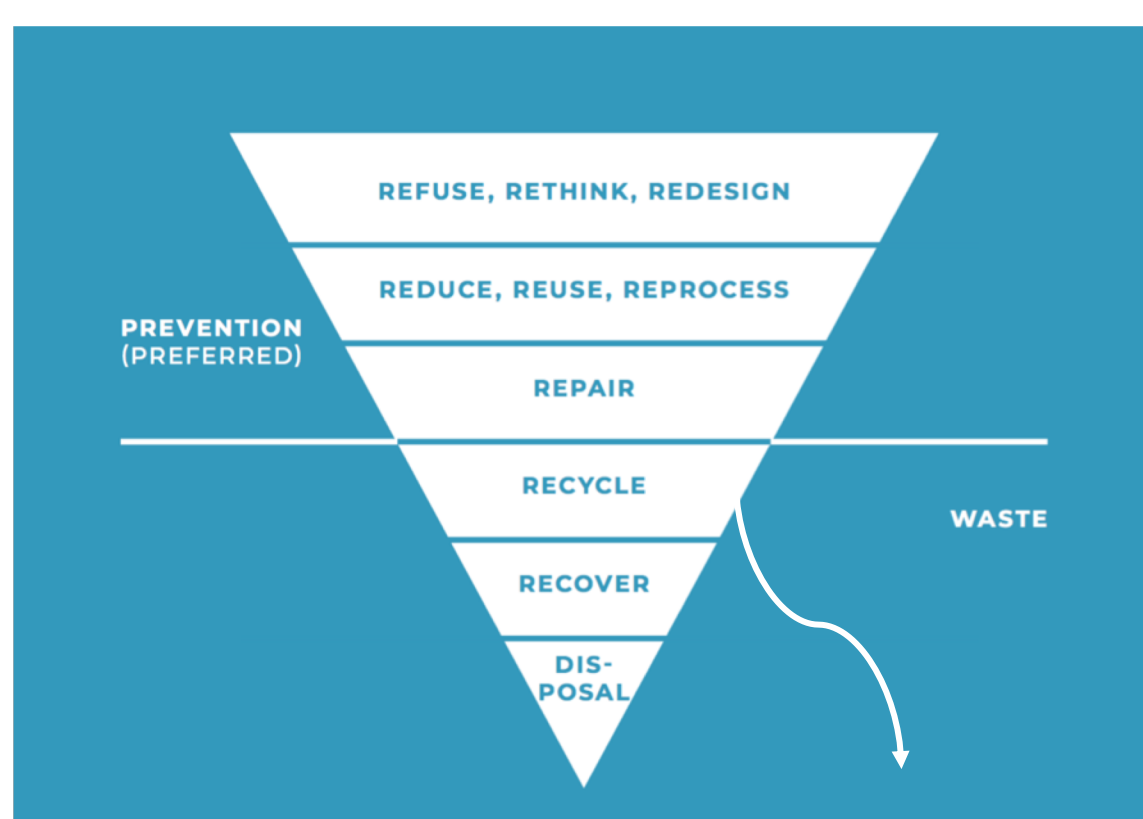 REFUSE, RETHINK, REDESIGN
REDUCE, REUSE, REPROCESS
PREVENTION
(PREFERRED)
REPAIR
RECYCLE
WASTE
RECOVER
DIS-
POSAL